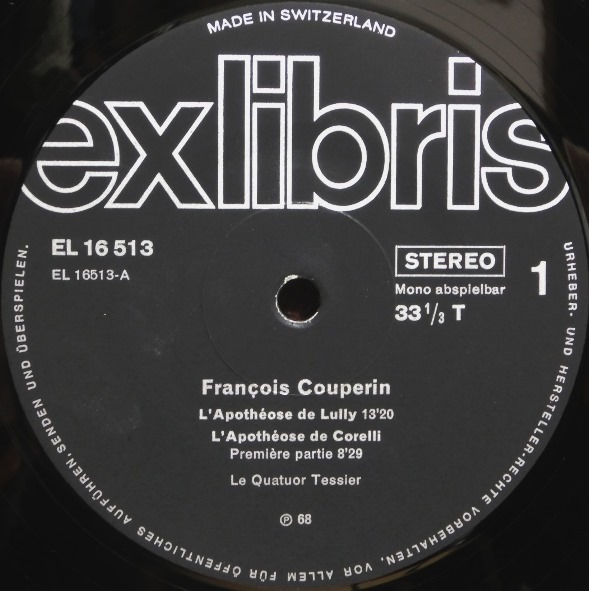 MADE IN SWITZERLAND
exlibris
EL 16 513
EL 16513-A
STEREO
Mono abspielbar
33 1/3 T
1
François Couperin
L'Apothéose de Lully 13'20
L'Apothéose de Corelli
Première partie 8'29
Le Quatuor Tessier
℗ 68
URHEBER- UND HERSTELLER-RECHTE VORBEHALTEN, VOR ALLEM FÜR ÖFFENTLICHES AUFFÜHREN, SENDEN UND ÜBERSPIELEN.